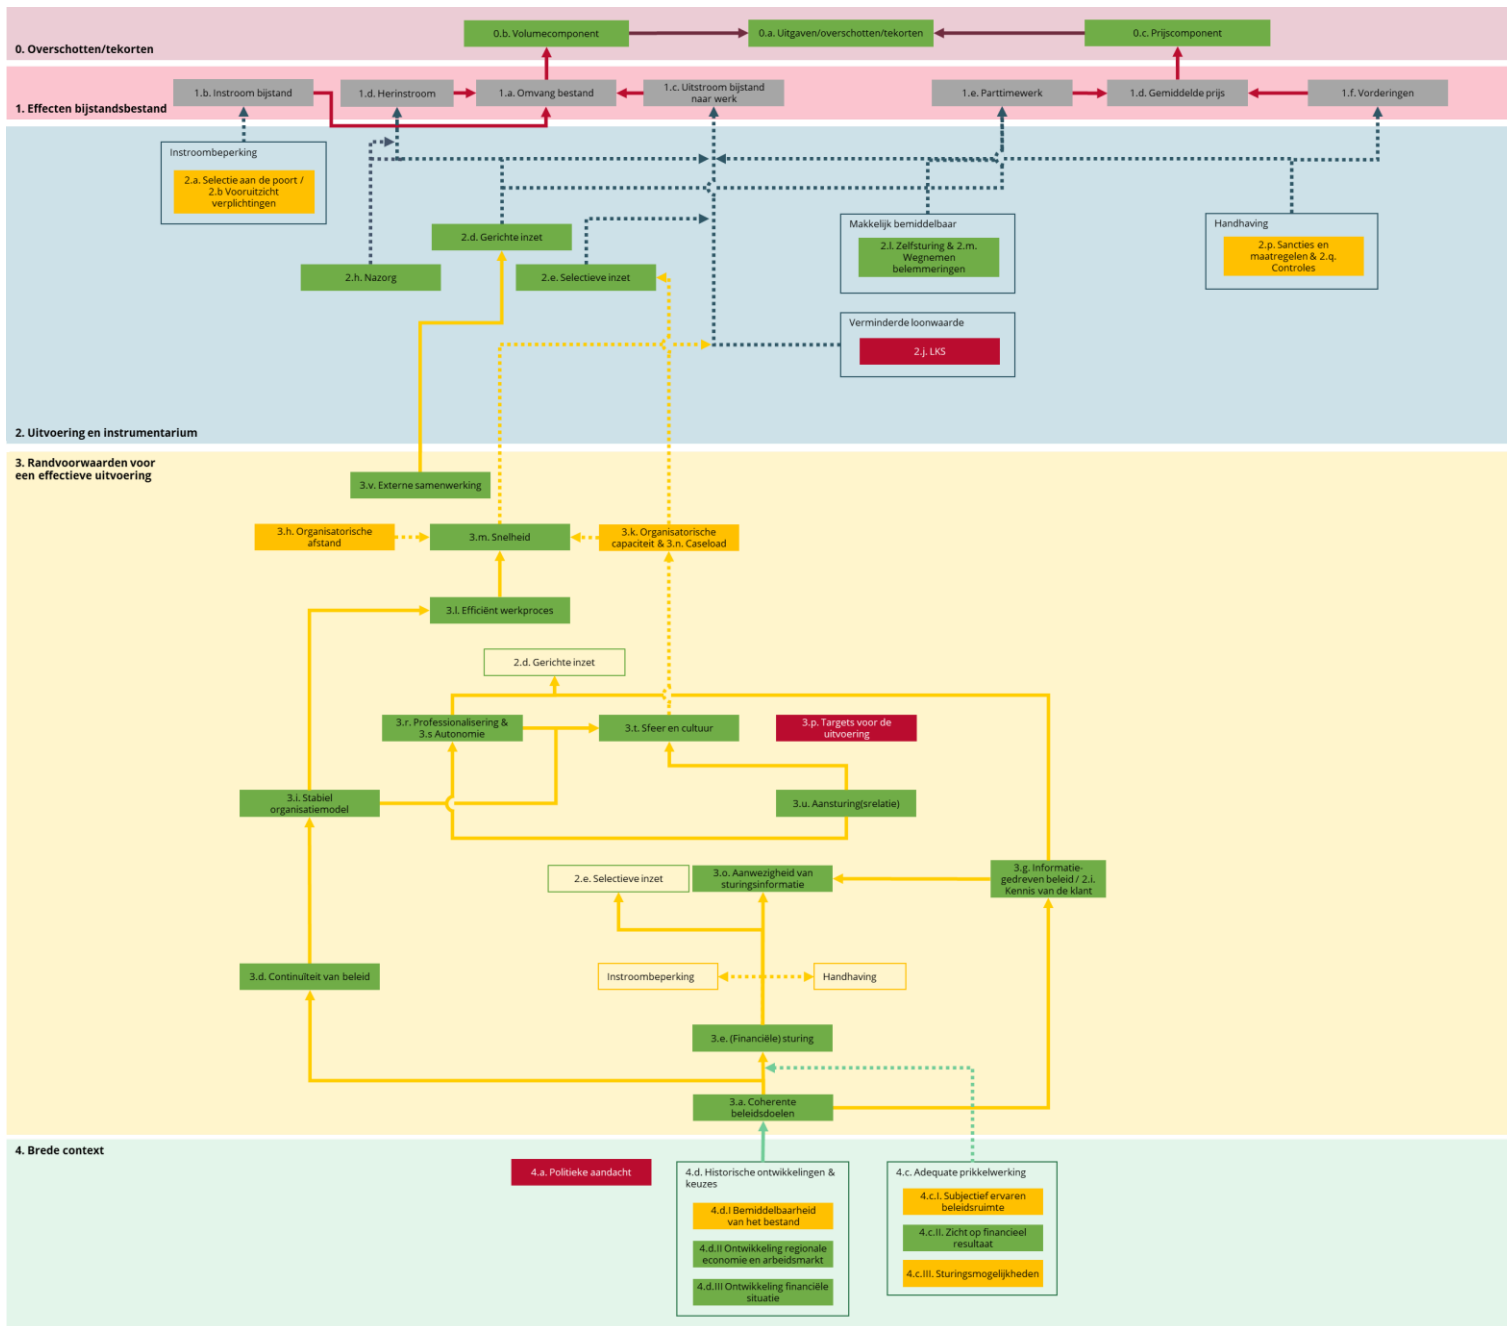 0.b. Volumecomponent
0.a. Uitgaven/overschotten/tekorten
0.c. Prijscomponent
0. Overschotten/tekorten
1.b. Instroom bijstand
1.d. Herinstroom
1.a. Omvang bestand
1.c. Uitstroom bijstand
naar werk
1.e. Parttimewerk
1.d. Gemiddelde prijs
1.f. Vorderingen
1. Effecten bijstandsbestand
Instroombeperking
2.a. Selectie aan de poort /
2.b Vooruitzicht
verplichtingen
2.d. Gerichte inzet
2.h. Nazorg
2.e. Selectieve inzet
Makkelijk bemiddelbaar
2.l. Zelfsturing & 2.m.
Wegnemen
belemmeringen
Handhaving
2.p. Sancties en
maatregelen & 2.q.
Controles
Verminderde loonwaarde
2.j. LKS
2. Uitvoering en instrumentarium
3. Randvoorwaarden voor
een effectieve uitvoering
3.v. Externe samenwerking
3.h. Organisatorische
afstand
3.m. Snelheid
3.k. Organisatorische
capaciteit & 3.n. Caseload
3.l. Efficiënt werkproces
2.d. Gerichte inzet
3.r. Professionalisering &
3.s Autonomie
3.t. Sfeer en cultuur
3.p. Targets voor de
uitvoering
3.i. Stabiel
organisatiemodel
3.u. Aansturing(srelatie)
2.e. Selectieve inzet
3.o. Aanwezigheid van
sturingsinformatie
3.g. Informatie-
gedreven beleid / 2.i.
Kennis van de klant
3.d. Continuïteit van beleid
Instroombeperking
Handhaving
3.e. (Financiële) sturing
3.a. Coherente
beleidsdoelen
4. Brede context
4.a. Politieke aandacht
4.d. Historische ontwikkelingen &
keuzes
4.d.I Bemiddelbaarheid
van het bestand
4.d.II Ontwikkeling regionale
economie en arbeidsmarkt
4.d.III Ontwikkeling financiële
situatie
4.c. Adequate prikkelwerking
4.c.I. Subjectief ervaren
beleidsruimte
4.c.II. Zicht op financieel
resultaat
4.c.III. Sturingsmogelijkheden